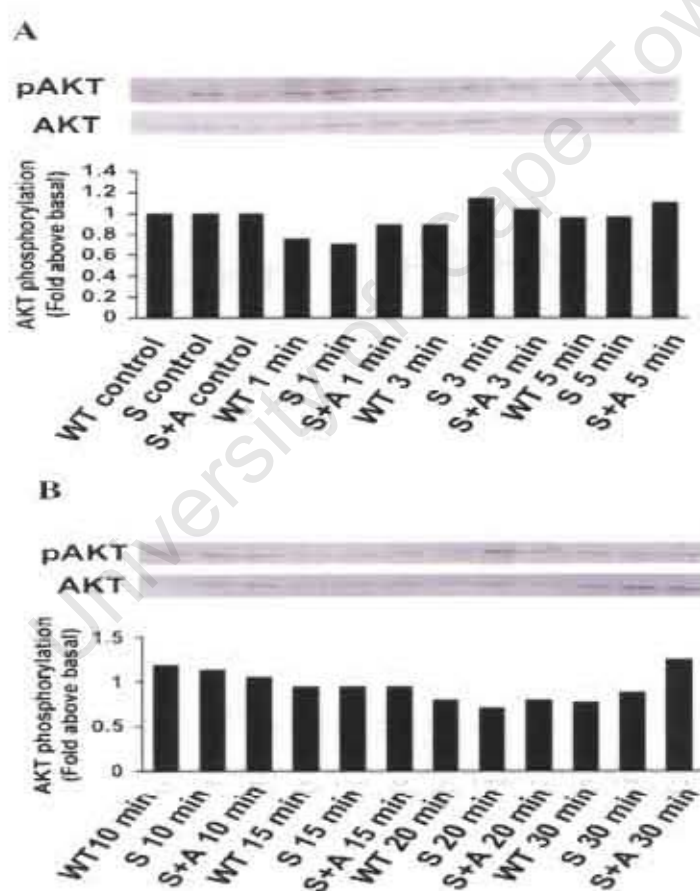 A
pAKT
AKT
AKT phosphorylation
(Fold above basal)
1.4
1.2
1
0.8
0.6
0.4
0.2
0
WT control
S control
S+A control
WT 1 min
S 1 min
S+A 1 min
WT 3 min
S 3 min
S+A 3 min
WT 5 min
S 5 min
S+A 5 min
B
pAKT
AKT
AKT phosphorylation
(Fold above basal)
1.5
1
0.5
0
WT10 min
S 10 min
S+A 10 min
WT 15 min
S 15 min
S+A 15 min
WT 20 min
S 20 min
S+A 20 min
WT 30 min
S 30 min
S+A 30 min
University of Cape Tow